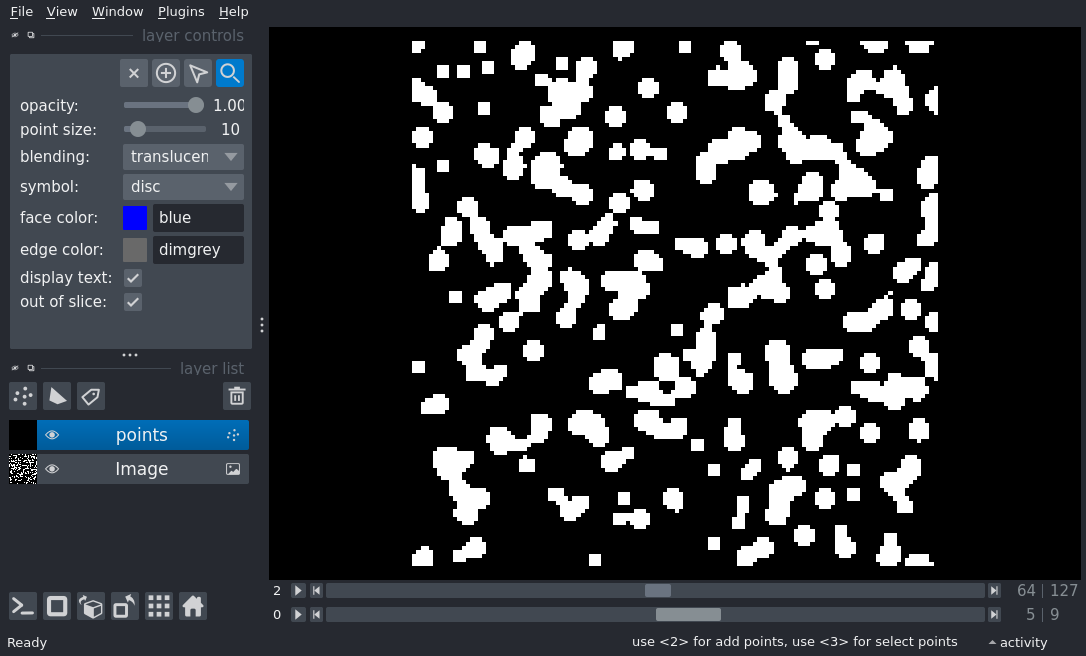 File View Window Plugins Help
layer controls
opacity: 1.00
point size: 10
blending: translucen
symbol: disc
face color: blue
edge color: dimgrey
display text:
out of slice:
layer list
points
Image
2 64 127
0 5 9
Ready use <2> for add points, use <3> for select points activity